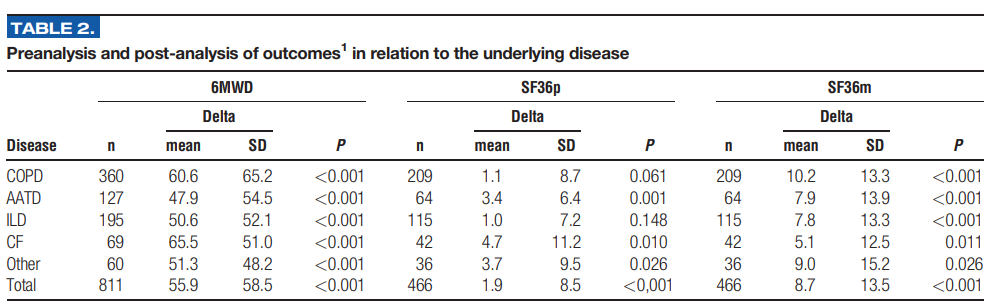 TABLE 2.
Preanalysis and post-analysis of outcomes1 in relation to the underlying disease
6MWD SF36p SF36m
Delta Delta Delta
Disease n mean SD P n mean SD P n mean SD P
COPD 360 60.6 65.2 <0.001 209 1.1 8.7 0.061 209 10.2 13.3 <0.001
AATD 127 47.9 54.5 <0.001 64 3.4 6.4 0.001 64 7.9 13.9 <0.001
ILD 195 50.6 52.1 <0.001 115 1.0 7.2 0.148 115 7.8 13.3 <0.001
CF 69 65.5 51.0 <0.001 42 4.7 11.2 0.010 42 5.1 12.5 0.011
Other 60 51.3 48.2 <0.001 36 3.7 9.5 0.026 36 9.0 15.2 0.026
Total 811 55.9 58.5 <0.001 466 1.9 8.5 <0,001 466 8.7 13.5 <0.001